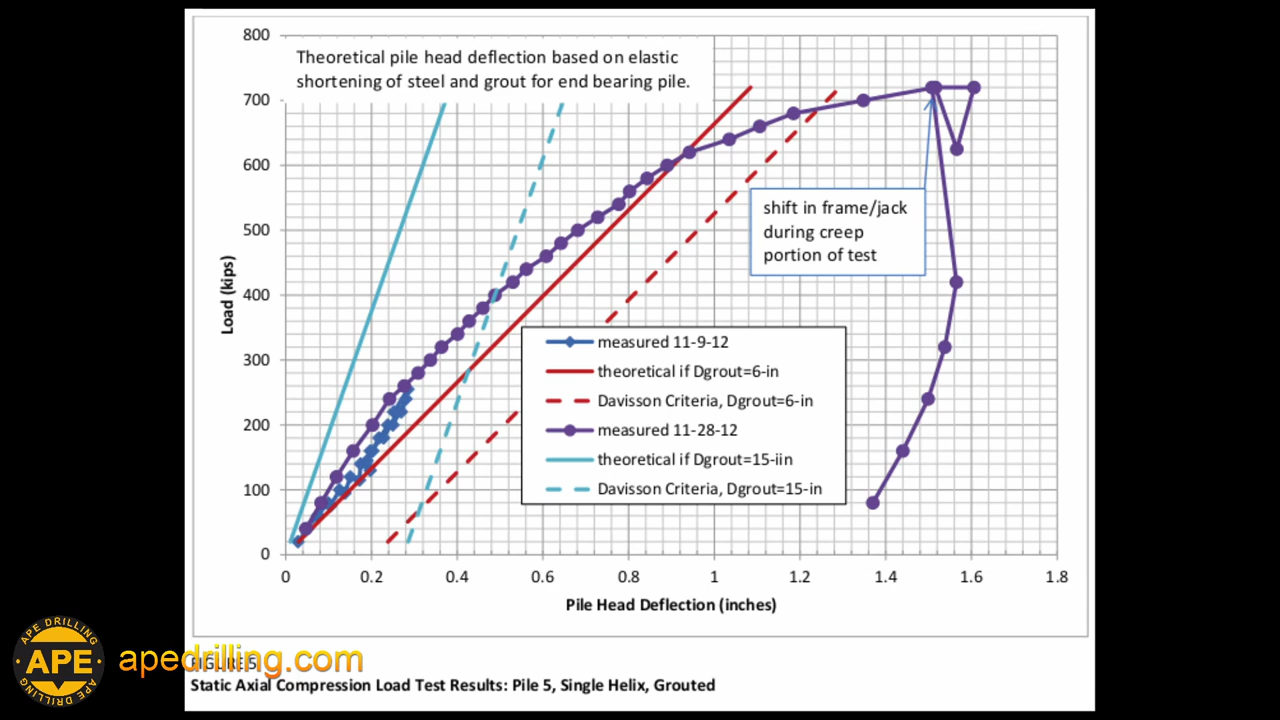 800
Theoretical pile head deflection based on elastic
shortening of steel and grout for end bearing pile.
700
600
shift in frame/jack
during creep
portion of test
500
400
Load (kips)
measured 11-9-12
300
theoretical if Dgrout=6-in
Davisson Criteria, Dgrout=6-in
200
measured 11-28-12
theoretical if Dgrout=15-iin
100
Davisson Criteria, Dgrout=15-in
0
0 0.2 0.4 0.6 0.8 1 1.2 1.4 1.6 1.8
Pile Head Deflection (inches)
APE DRILLING
APE
APE DRILLING
apedrilling.com
FIGURE 5
Static Axial Compression Load Test Results: Pile 5, Single Helix, Grouted